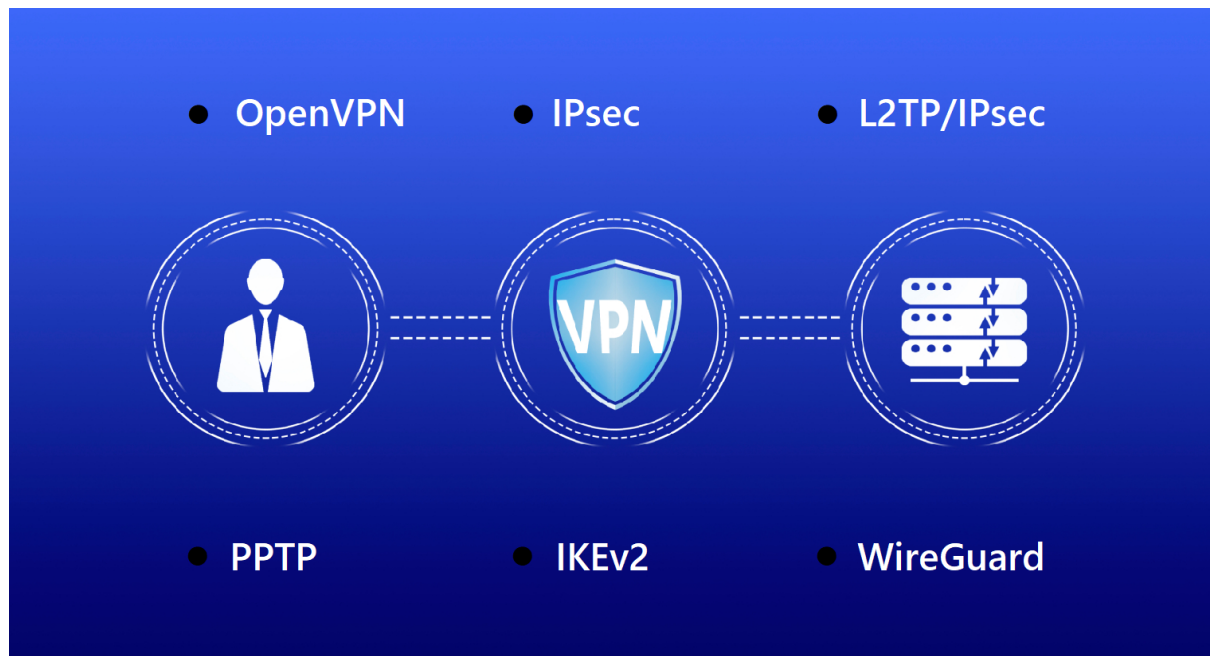 OpenVPN
IPsec
L2TP/IPsec
VPN
PPTP
IKEv2
WireGuard